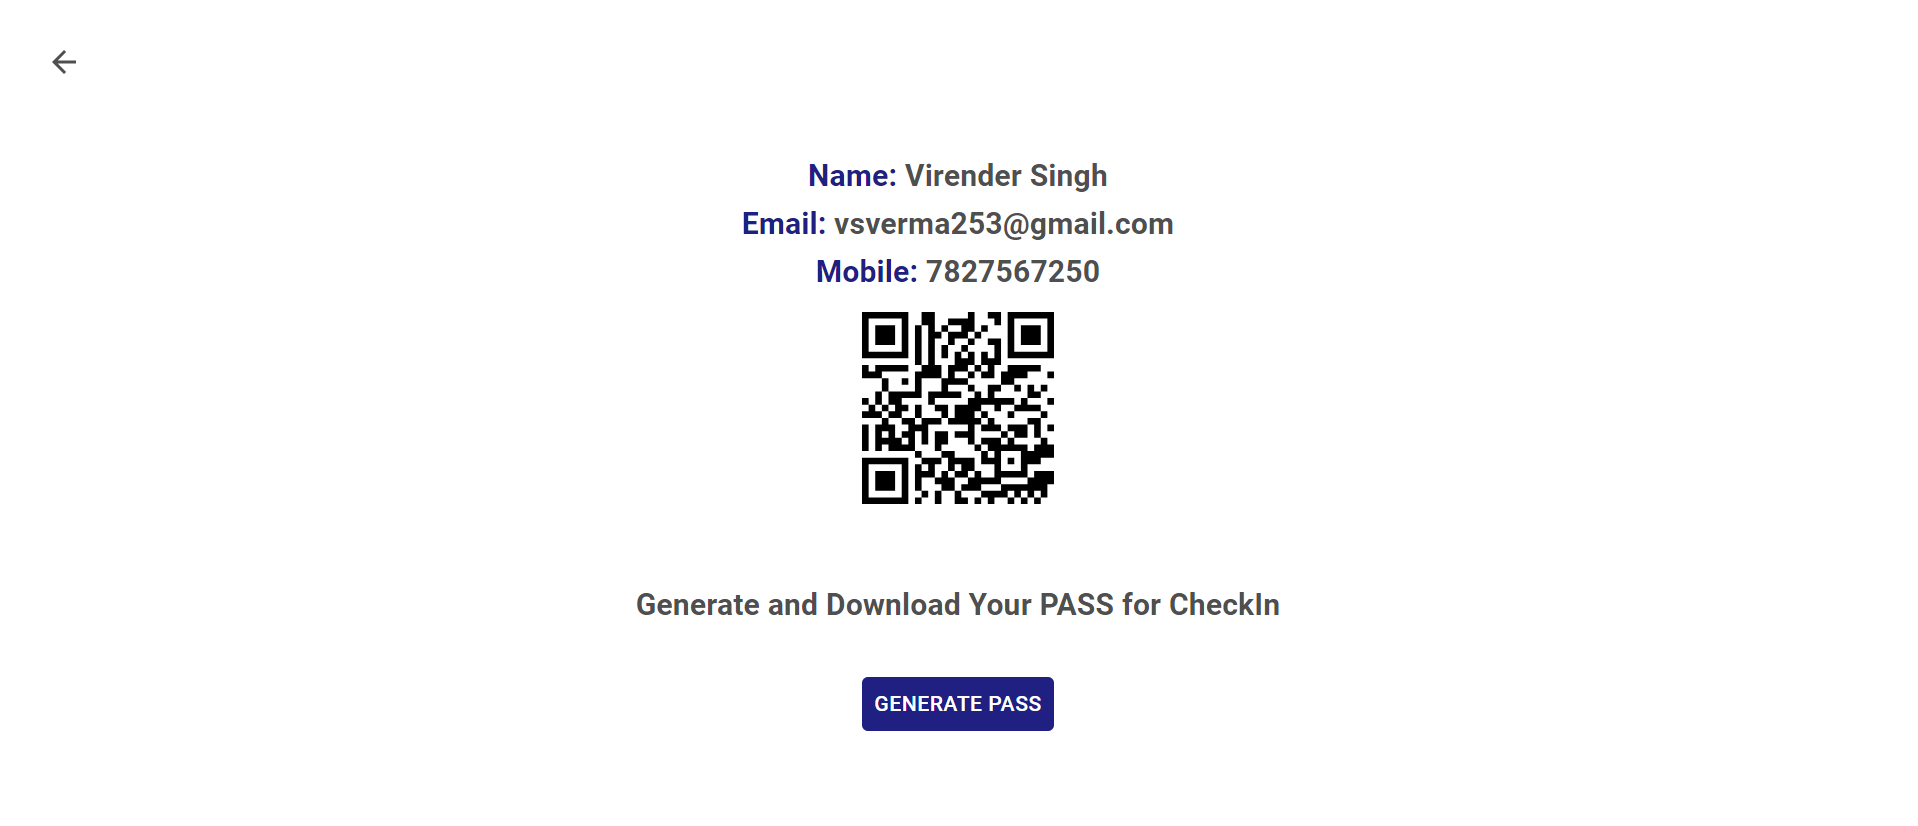 Name: Virender Singh
Email: vsverma253@gmail.com
Mobile: 7827567250
Generate and Download Your PASS for CheckIn
GENERATE PASS